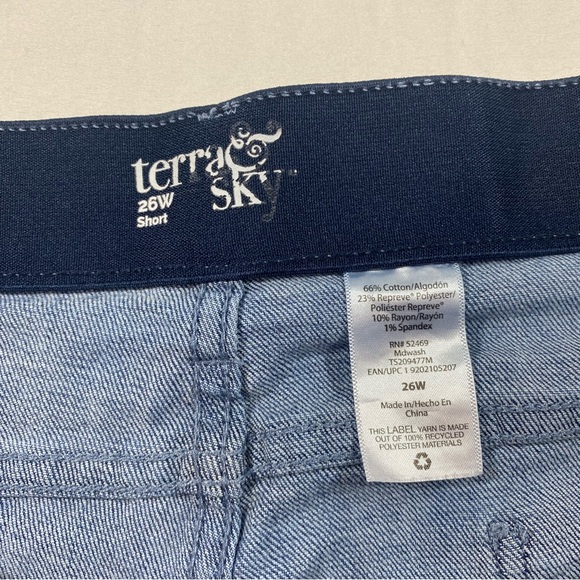 terra &
SKY™
26W
Short
66% Cotton/Algodón
23% Repreve® Polyester/
Poliéster Repreve®
10% Rayon/Rayón
1% Spandex
RN# 52469
Mdwash
TS209477M
EAN/UPC 1 9202105207
26W
Made In/Hecho En
China
THIS LABEL YARN IS MADE
OUT OF 100% RECYCLED
POLYESTER MATERIALS